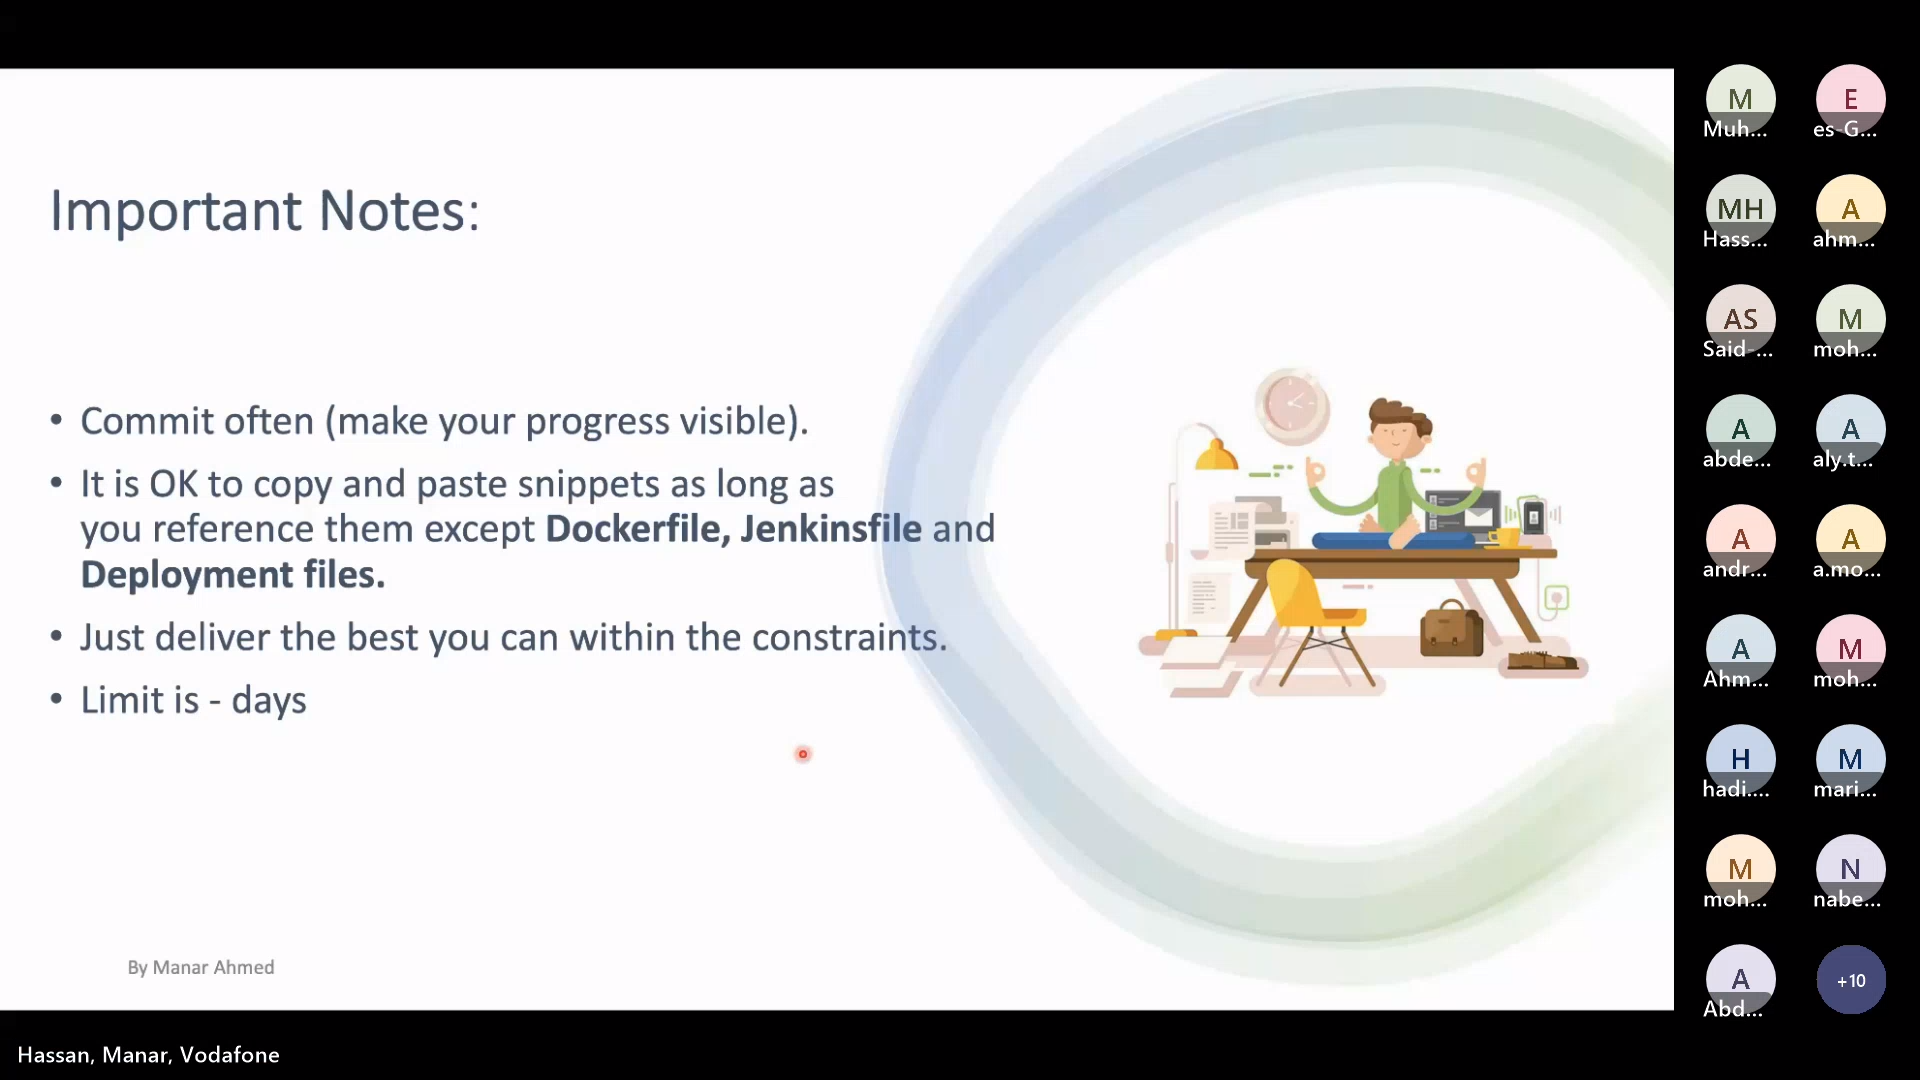 Important Notes:
• Commit often (make your progress visible).
• It is OK to copy and paste snippets as long as
you reference them except Dockerfile, Jenkinsfile and
Deployment files.
• Just deliver the best you can within the constraints.
• Limit is - days
By Manar Ahmed
Hassan, Manar, Vodafone
M E
Muh... es-G...
MH A
Hass... ahm...
AS M
Said-... moh...
A A
abde... aly.t...
A A
andr... a.mo...
A M
Ahm... moh...
H M
hadi.... mari...
M N
moh... nabe...
A +10
Abd...